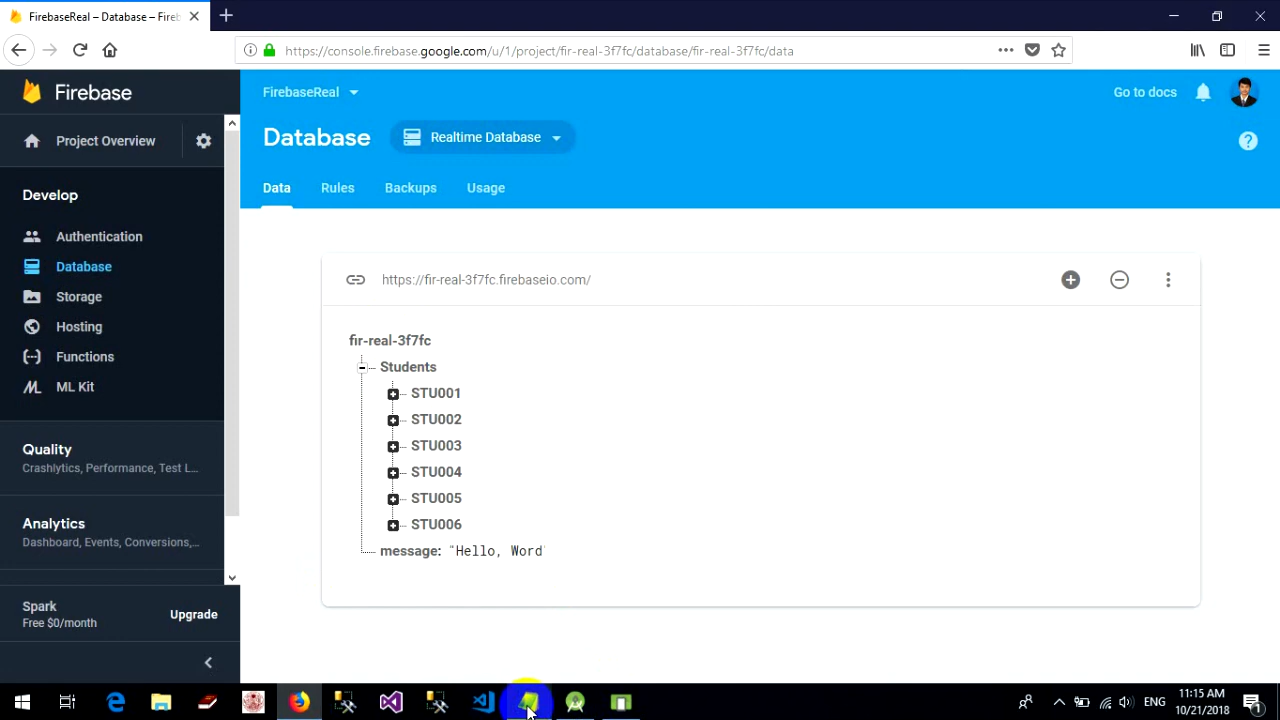 FirebaseReal – Database – Fireb
https://console.firebase.google.com/u/1/project/fir-real-3f7fc/database/fir-real-3f7fc/data
Firebase
FirebaseReal
Go to docs
Project Overview
Database
Realtime Database
Data
Rules
Backups
Usage
Develop
Authentication
Database
Storage
Hosting
Functions
ML Kit
Quality
Crashlytics, Performance, Test L...
Analytics
Dashboard, Events, Conversions,...
Spark
Free $0/month
Upgrade
https://fir-real-3f7fc.firebaseio.com/
fir-real-3f7fc
Students
STU001
STU002
STU003
STU004
STU005
STU006
message: "Hello, Word"
ENG
11:15 AM
10/21/2018
1